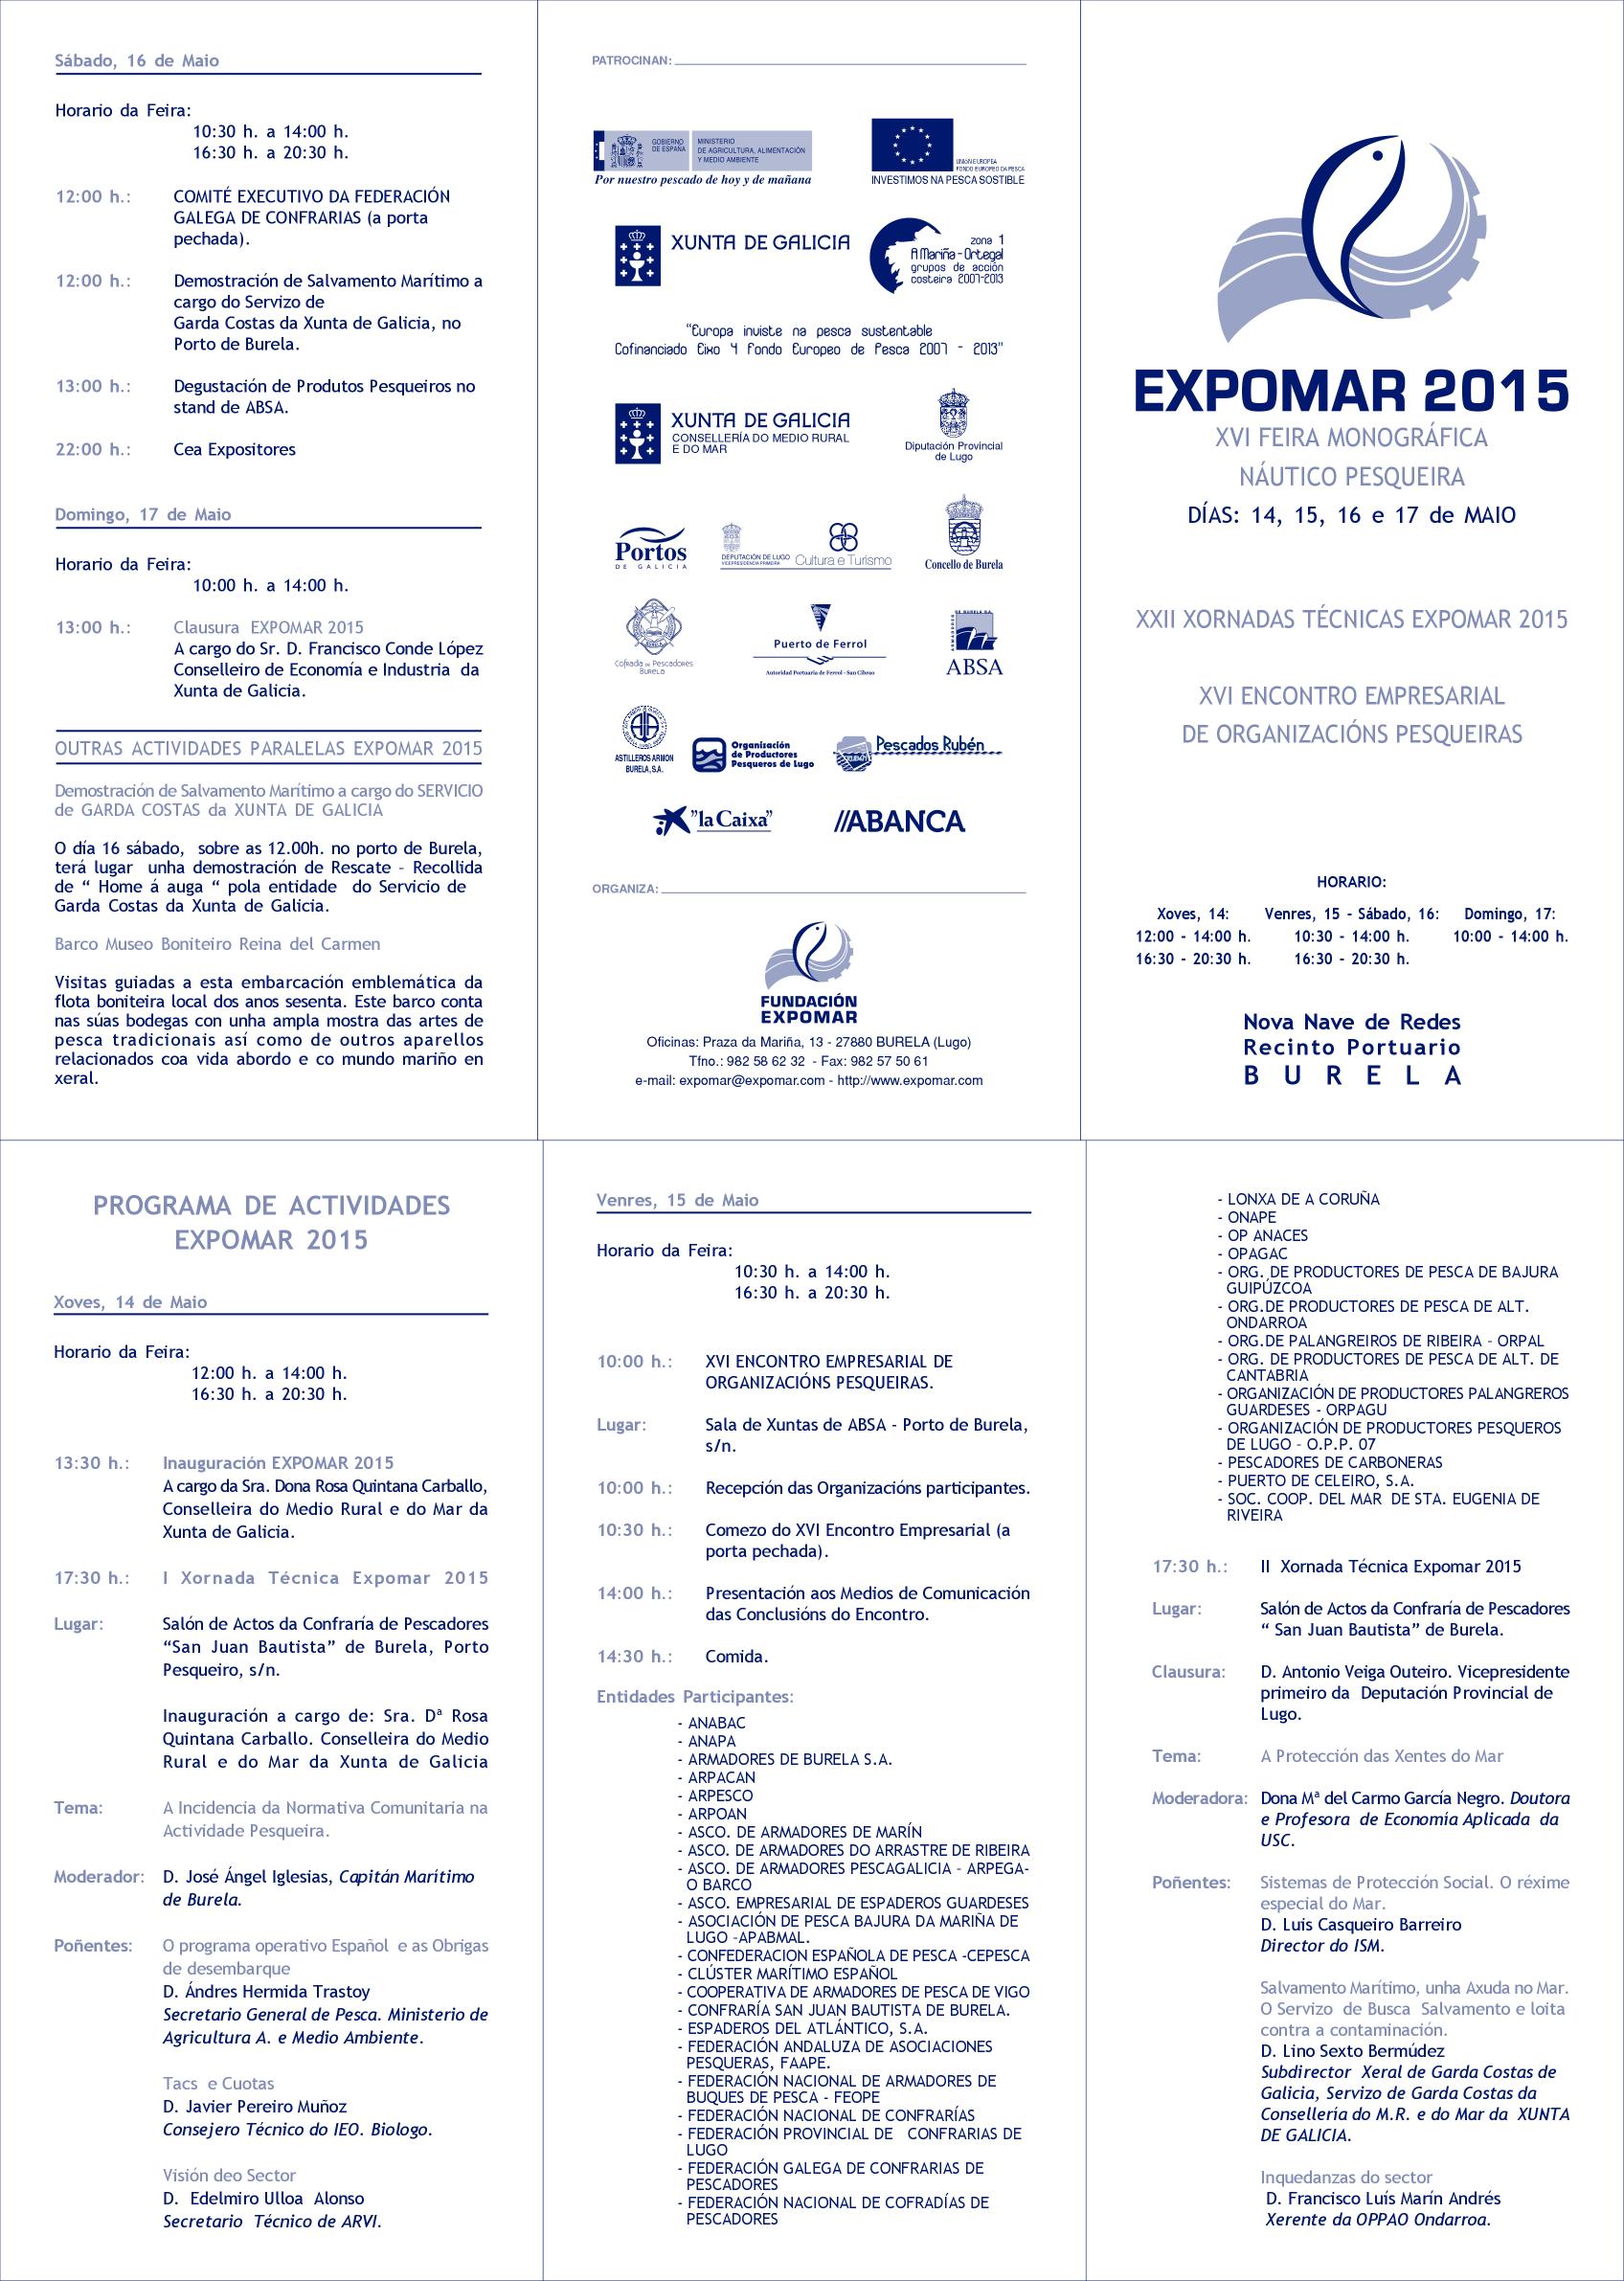 Sábado, 16 de Maio
Horario da Feira:
10:30 h. a 14:00 h.
16:30 h. a 20:30 h.
12:00 h.: COMITÉ EXECUTIVO DA FEDERACIÓN
GALEGA DE CONFRARIAS (a porta
pechada).
12:00 h.: Demostración de Salvamento Marítimo a
cargo do Servizo de
Garda Costas da Xunta de Galicia, no
Porto de Burela.
13:00 h.: Degustación de Produtos Pesqueiros no
stand de ABSA.
22:00 h.: Cea Expositores
Domingo, 17 de Maio
Horario da Feira:
10:00 h. a 14:00 h.
13:00 h.: Clausura EXPOMAR 2015
A cargo do Sr. D. Francisco Conde López
Conselleiro de Economía e Industria da
Xunta de Galicia.
OUTRAS ACTIVIDADES PARALELAS EXPOMAR 2015
Demostración de Salvamento Marítimo a cargo do SERVICIO
de GARDA COSTAS da XUNTA DE GALICIA
O día 16 sábado, sobre as 12.00h. no porto de Burela,
terá lugar unha demostración de Rescate - Recollida
de “ Home á auga “ pola entidade do Servicio de
Garda Costas da Xunta de Galicia.
Barco Museo Boniteiro Reina del Carmen
Visitas guiadas a esta embarcación emblemática da
flota boniteira local dos anos sesenta. Este barco conta
nas súas bodegas con unha ampla mostra das artes de
pesca tradicionais así como de outros aparellos
relacionados coa vida abordo e co mundo mariño en
xeral.
PATROCINAN:
GOBIERNO
DE ESPAÑA
MINISTERIO
DE AGRICULTURA, ALIMENTACIÓN
Y MEDIO AMBIENTE
Por nuestro pescado de hoy y de mañana
UNIÓN EUROPEA
FONDO EUROPEO DA PESCA
INVESTIMOS NA PESCA SOSTIBLE
XUNTA DE GALICIA
zona 1
A Mariña-Ortegal
grupos de acción
costeira 2007-2013
"Europa inviste na pesca sustentable
Cofinanciado Eixo 4 Fondo Europeo de Pesca 2007 - 2013"
XUNTA DE GALICIA
CONSELLERÍA DO MEDIO RURAL
E DO MAR
Diputación Provincial
de Lugo
Portos
DE GALICIA
DEPUTACIÓN DE LUGO
VICEPRESIDENCIA PRIMEIRA
Cultura e Turismo
Concello de Burela
Cofradía de Pescadores
BURELA
Puerto de Ferrol
Autoridad Portuaria de Ferrol - San Cibrao
DE BURELA S.A.
ABSA
ASTILLEROS ARMON
BURELA, S.A.
Organización
de Productores
Pesqueros de Lugo
Pescados Rubén
"la Caixa"
//ABANCA
ORGANIZA:
FUNDACIÓN
EXPOMAR
Oficinas: Praza da Mariña, 13 - 27880 BURELA (Lugo)
Tfno.: 982 58 62 32 - Fax: 982 57 50 61
e-mail: expomar@expomar.com - http://www.expomar.com
EXPOMAR 2015
XVI FEIRA MONOGRÁFICA
NÁUTICO PESQUEIRA
DÍAS: 14, 15, 16 e 17 de MAIO
XXII XORNADAS TÉCNICAS EXPOMAR 2015
XVI ENCONTRO EMPRESARIAL
DE ORGANIZACIÓNS PESQUEIRAS
HORARIO:
Xoves, 14: Venres, 15 - Sábado, 16: Domingo, 17:
12:00 - 14:00 h. 10:30 - 14:00 h. 10:00 - 14:00 h.
16:30 - 20:30 h. 16:30 - 20:30 h.
Nova Nave de Redes
Recinto Portuario
BURELA
PROGRAMA DE ACTIVIDADES
EXPOMAR 2015
Xoves, 14 de Maio
Horario da Feira:
12:00 h. a 14:00 h.
16:30 h. a 20:30 h.
13:30 h.: Inauguración EXPOMAR 2015
A cargo da Sra. Dona Rosa Quintana Carballo,
Conselleira do Medio Rural e do Mar da
Xunta de Galicia.
17:30 h.: I Xornada Técnica Expomar 2015
Lugar: Salón de Actos da Confraría de Pescadores
“San Juan Bautista” de Burela, Porto
Pesqueiro, s/n.
Inauguración a cargo de: Sra. Dª Rosa
Quintana Carballo. Conselleira do Medio
Rural e do Mar da Xunta de Galicia
Tema: A Incidencia da Normativa Comunitaria na
Actividade Pesqueira.
Moderador: D. José Ángel Iglesias, Capitán Marítimo
de Burela.
Poñentes: O programa operativo Español e as Obrigas
de desembarque
D. Ándres Hermida Trastoy
Secretario General de Pesca. Ministerio de
Agricultura A. e Medio Ambiente.
Tacs e Cuotas
D. Javier Pereiro Muñoz
Consejero Técnico do IEO. Biologo.
Visión deo Sector
D. Edelmiro Ulloa Alonso
Secretario Técnico de ARVI.
Venres, 15 de Maio
Horario da Feira:
10:30 h. a 14:00 h.
16:30 h. a 20:30 h.
10:00 h.: XVI ENCONTRO EMPRESARIAL DE
ORGANIZACIÓNS PESQUEIRAS.
Lugar: Sala de Xuntas de ABSA - Porto de Burela,
s/n.
10:00 h.: Recepción das Organizacións participantes.
10:30 h.: Comezo do XVI Encontro Empresarial (a
porta pechada).
14:00 h.: Presentación aos Medios de Comunicación
das Conclusións do Encontro.
14:30 h.: Comida.
Entidades Participantes:
- ANABAC
- ANAPA
- ARMADORES DE BURELA S.A.
- ARPACAN
- ARPESCO
- ARPOAN
- ASCO. DE ARMADORES DE MARÍN
- ASCO. DE ARMADORES DO ARRASTRE DE RIBEIRA
- ASCO. DE ARMADORES PESCAGALICIA – ARPEGA-
O BARCO
- ASCO. EMPRESARIAL DE ESPADEROS GUARDESES
- ASOCIACIÓN DE PESCA BAJURA DA MARIÑA DE
LUGO –APABMAL.
- CONFEDERACION ESPAÑOLA DE PESCA -CEPESCA
- CLÚSTER MARÍTIMO ESPAÑOL
- COOPERATIVA DE ARMADORES DE PESCA DE VIGO
- CONFRARÍA SAN JUAN BAUTISTA DE BURELA.
- ESPADEROS DEL ATLÁNTICO, S.A.
- FEDERACIÓN ANDALUZA DE ASOCIACIONES
PESQUERAS, FAAPE.
- FEDERACIÓN NACIONAL DE ARMADORES DE
BUQUES DE PESCA - FEOPE
- FEDERACIÓN NACIONAL DE CONFRARÍAS
- FEDERACIÓN PROVINCIAL DE CONFRARIAS DE
LUGO
- FEDERACIÓN GALEGA DE CONFRARIAS DE
PESCADORES
- FEDERACIÓN NACIONAL DE COFRADÍAS DE
PESCADORES
- LONXA DE A CORUÑA
- ONAPE
- OP ANACES
- OPAGAC
- ORG. DE PRODUCTORES DE PESCA DE BAJURA
GUIPÚZCOA
- ORG.DE PRODUCTORES DE PESCA DE ALT.
ONDARROA
- ORG.DE PALANGREIROS DE RIBEIRA – ORPAL
- ORG. DE PRODUCTORES DE PESCA DE ALT. DE
CANTABRIA
- ORGANIZACIÓN DE PRODUCTORES PALANGREROS
GUARDESES - ORPAGU
- ORGANIZACIÓN DE PRODUCTORES PESQUEROS
DE LUGO – O.P.P. 07
- PESCADORES DE CARBONERAS
- PUERTO DE CELEIRO, S.A.
- SOC. COOP. DEL MAR DE STA. EUGENIA DE
RIVEIRA
17:30 h.: II Xornada Técnica Expomar 2015
Lugar: Salón de Actos da Confraría de Pescadores
“ San Juan Bautista” de Burela.
Clausura: D. Antonio Veiga Outeiro. Vicepresidente
primeiro da Deputación Provincial de
Lugo.
Tema: A Protección das Xentes do Mar
Moderadora: Dona Mª del Carmo García Negro. Doutora
e Profesora de Economía Aplicada da
USC.
Poñentes: Sistemas de Protección Social. O réxime
especial do Mar.
D. Luis Casqueiro Barreiro
Director do ISM.
Salvamento Marítimo, unha Axuda no Mar.
O Servizo de Busca Salvamento e loita
contra a contaminación.
D. Lino Sexto Bermúdez
Subdirector Xeral de Garda Costas de
Galicia, Servizo de Garda Costas da
Consellería do M.R. e do Mar da XUNTA
DE GALICIA.
Inquedanzas do sector
D. Francisco Luís Marín Andrés
Xerente da OPPAO Ondarroa.